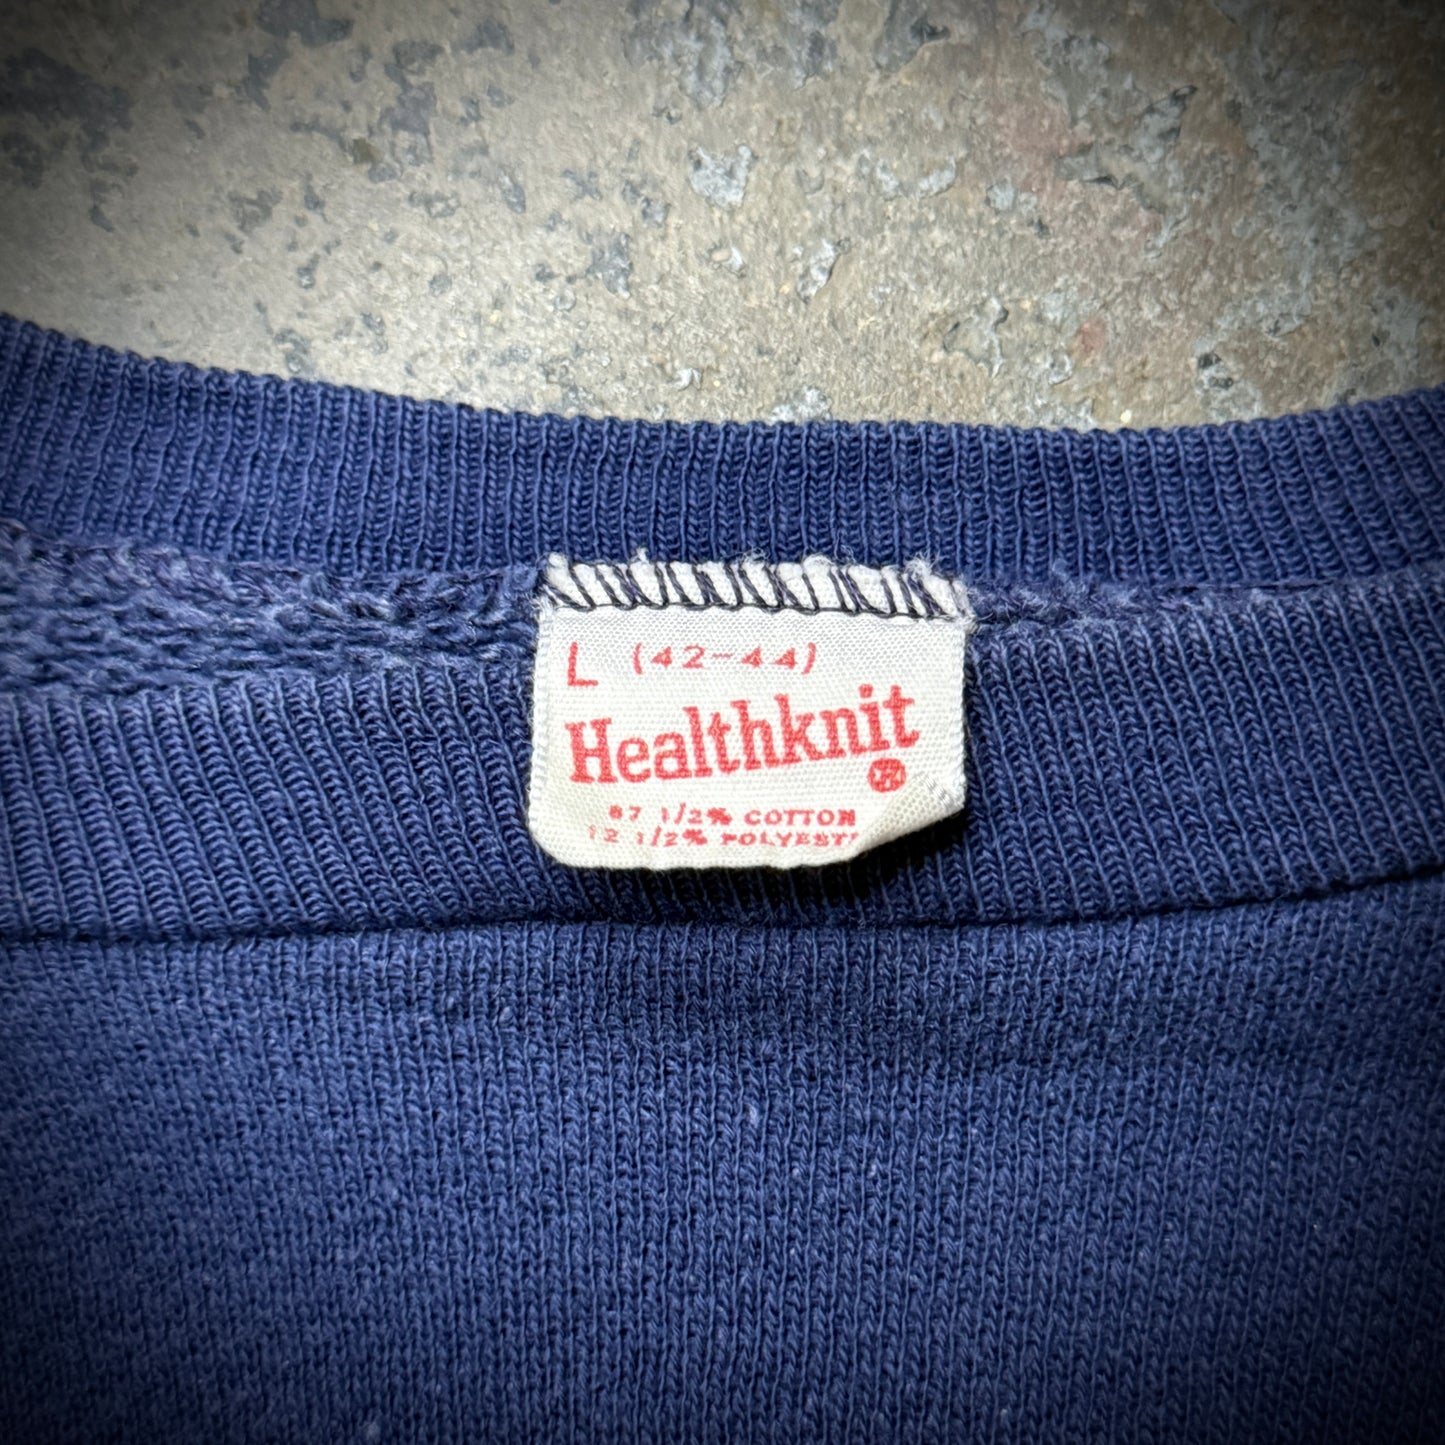 L (42-44)
Healthknit
®
87 1/2% COTTON
12 1/2% POLYEST